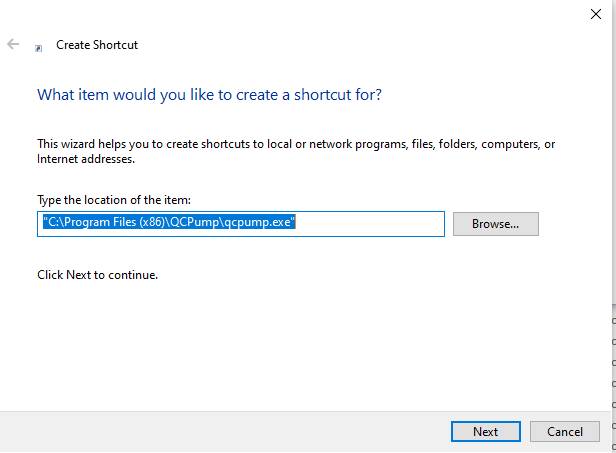 Create Shortcut
What item would you like to create a shortcut for?
This wizard helps you to create shortcuts to local or network programs, files, folders, computers, or
Internet addresses.
Type the location of the item:
"C:\Program Files (x86)\QCPump\qcpump.exe"
Browse...
Click Next to continue.
Next
Cancel